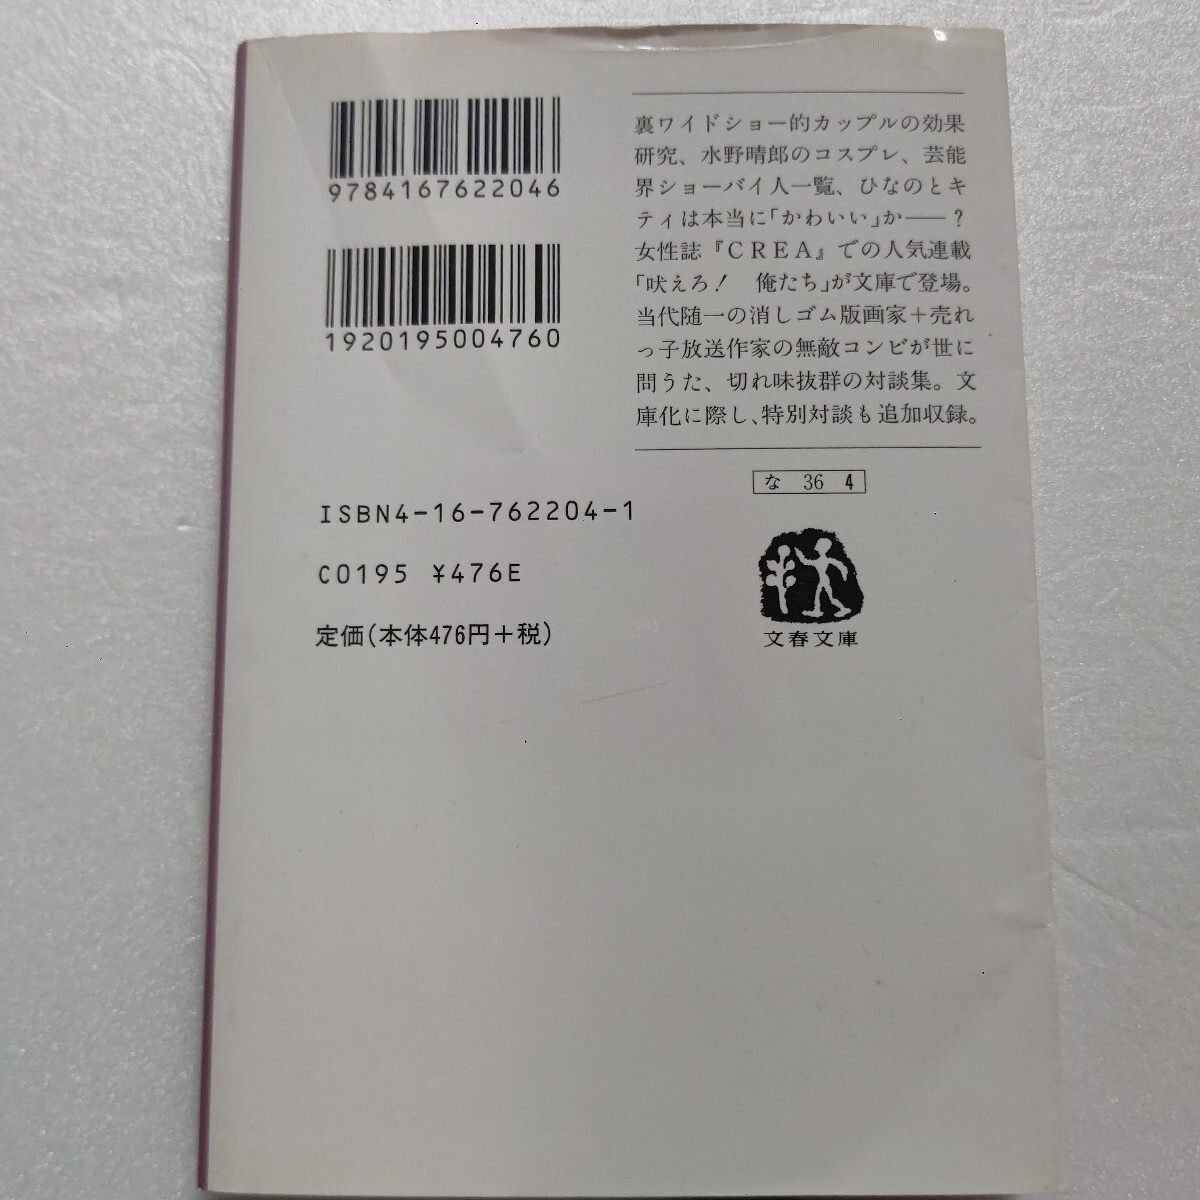 9784167622046
1920195004760
裏ワイドショー的カップルの効果
研究、水野晴郎のコスプレ、芸能
界ショーバイ人一覧、ひなのとキ
ティは本当に「かわいい」か――?
女性誌『CREA』での人気連載
「吠えろ! 俺たち」が文庫で登場。
当代随一の消しゴム版画家+売れ
っ子放送作家の無敵コンビが世に
問うた、切れ味抜群の対談集。文
庫化に際し、特別対談も追加収録。
な 36 4
文春文庫
ISBN4-16-762204-1
C0195 ¥476E
定価(本体476円+税)